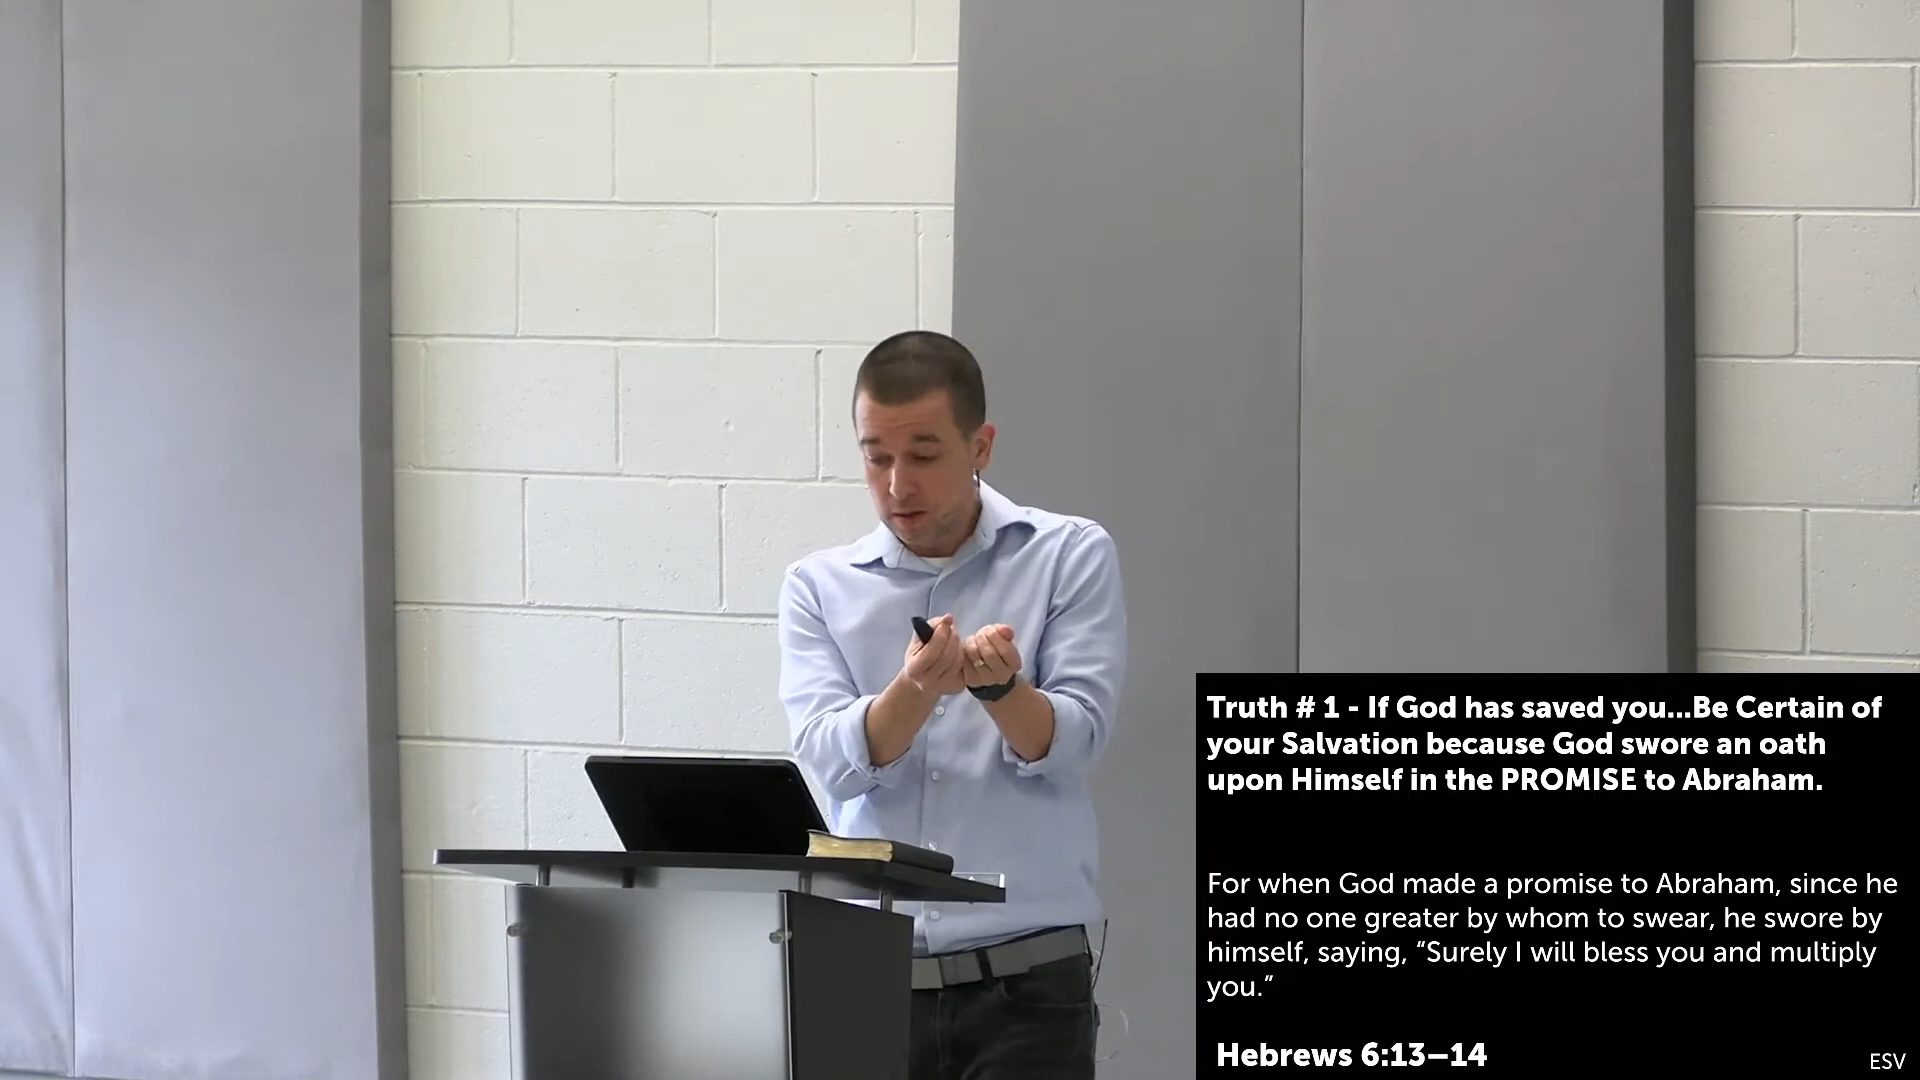 Truth # 1 - If God has saved you...Be Certain of
your Salvation because God swore an oath
upon Himself in the PROMISE to Abraham.
For when God made a promise to Abraham, since he
had no one greater by whom to swear, he swore by
himself, saying, “Surely I will bless you and multiply
you.”
Hebrews 6:13–14
ESV